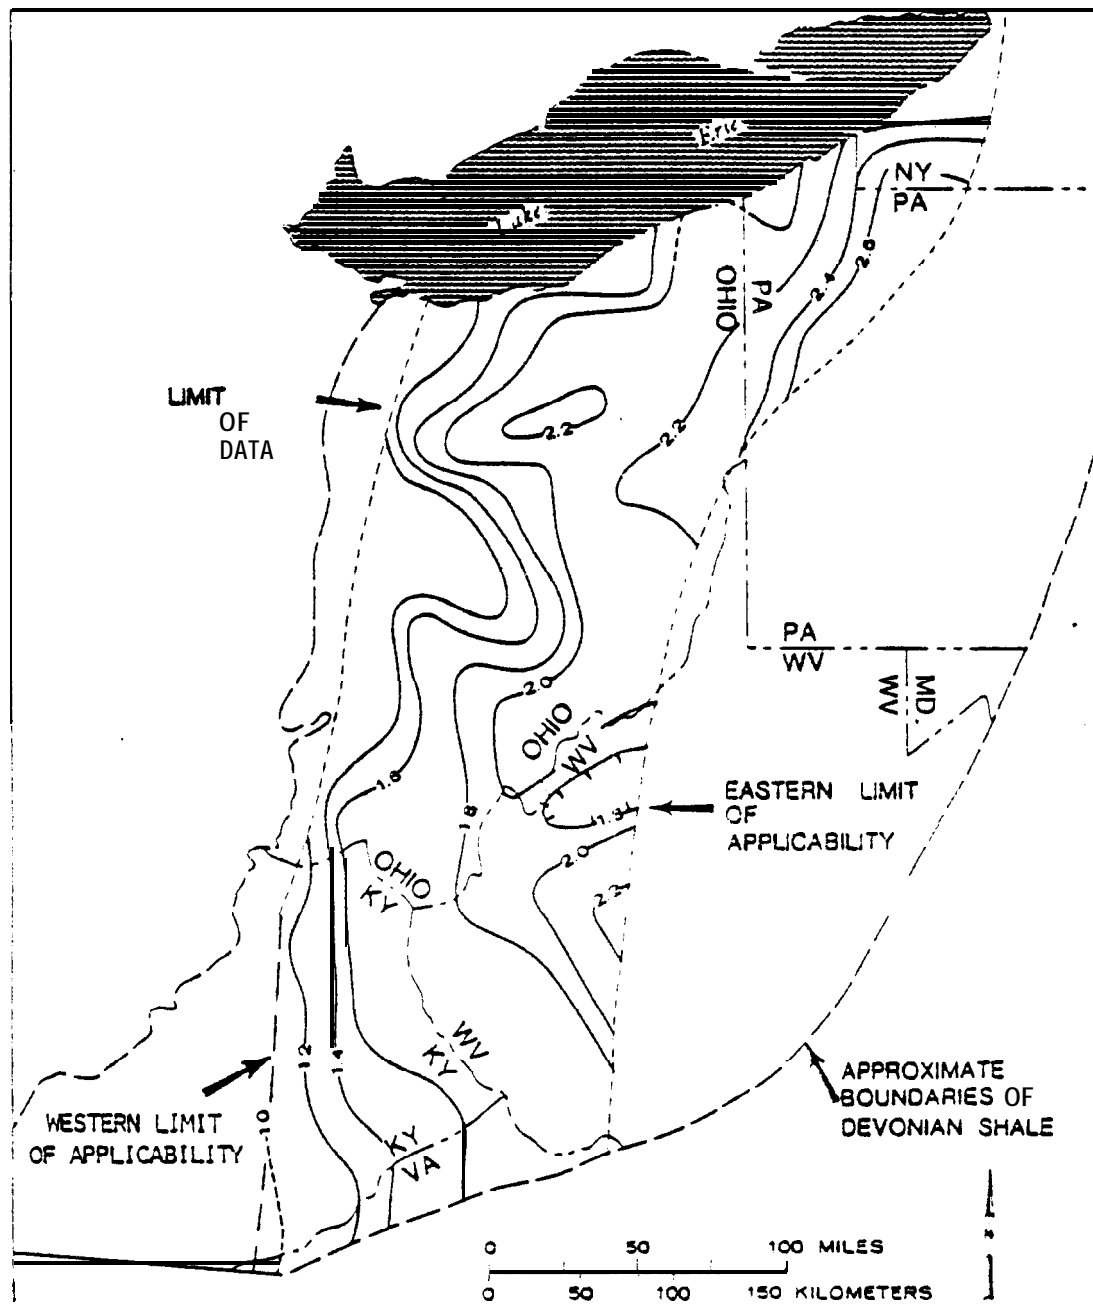 Erie
NY
PA
PA
OHIO
2.4
2.6
LIMIT
OF
DATA
2.2
2.2
PA
WV
MD
WV
2.0
OHIO
WV
1.6
1.8
EASTERN LIMIT
OF
APPLICABILITY
2.0
2.2
OHIO
KY
WV
KY
1.2
1.4
APPROXIMATE
BOUNDARIES OF
DEVONIAN SHALE
WESTERN LIMIT
OF APPLICABILITY
1.0
KY
VA
0 50 100 MILES
0 50 100 150 KILOMETERS